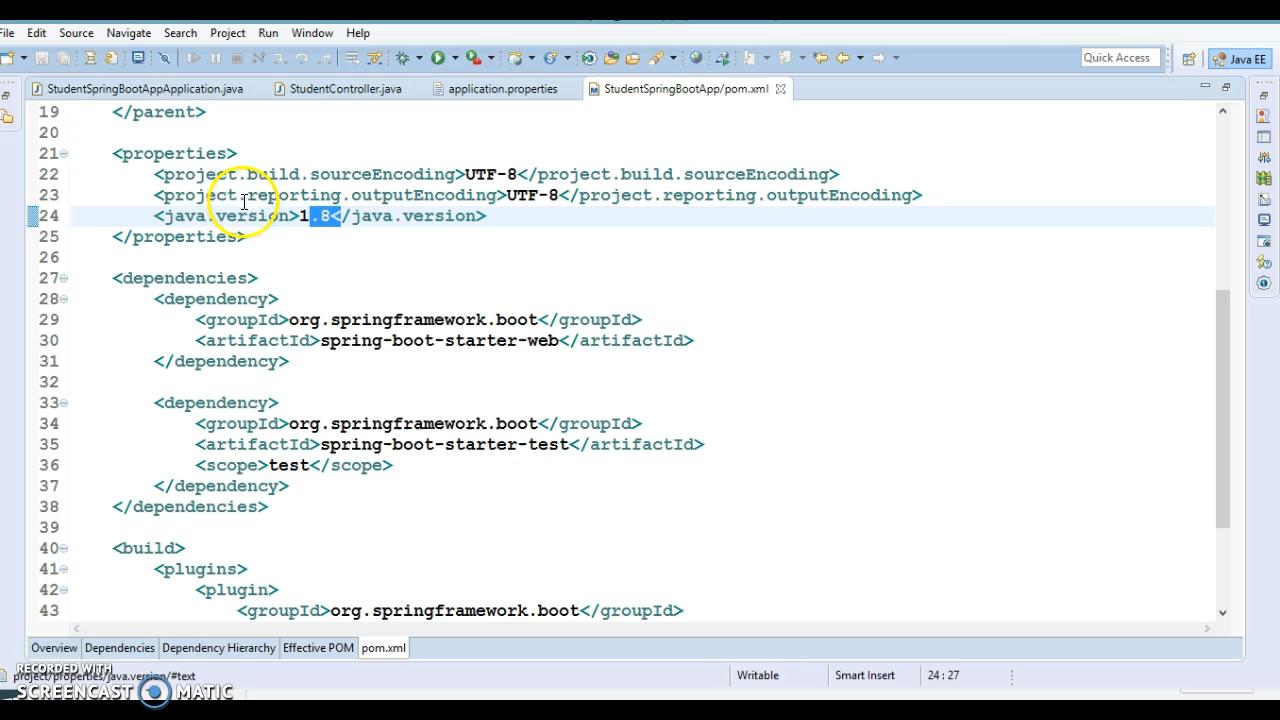 File Edit Source Navigate Search Project Run Window Help
Quick Access
Java EE
StudentSpringBootAppApplication.java
StudentController.java
application.properties
StudentSpringBootApp/pom.xml
19 </parent>
20
21 <properties>
22 <project.build.sourceEncoding>UTF-8</project.build.sourceEncoding>
23 <project.reporting.outputEncoding>UTF-8</project.reporting.outputEncoding>
24 <java.version>1.8</java.version>
25 </properties>
26
27 <dependencies>
28 <dependency>
29 <groupId>org.springframework.boot</groupId>
30 <artifactId>spring-boot-starter-web</artifactId>
31 </dependency>
32
33 <dependency>
34 <groupId>org.springframework.boot</groupId>
35 <artifactId>spring-boot-starter-test</artifactId>
36 <scope>test</scope>
37 </dependency>
38 </dependencies>
39
40 <build>
41 <plugins>
42 <plugin>
43 <groupId>org.springframework.boot</groupId>
Overview Dependencies Dependency Hierarchy Effective POM pom.xml
RECORDED WITH
project/properties/java.version/#text
Writable Smart Insert 24 : 27
SCREENCAST MATIC